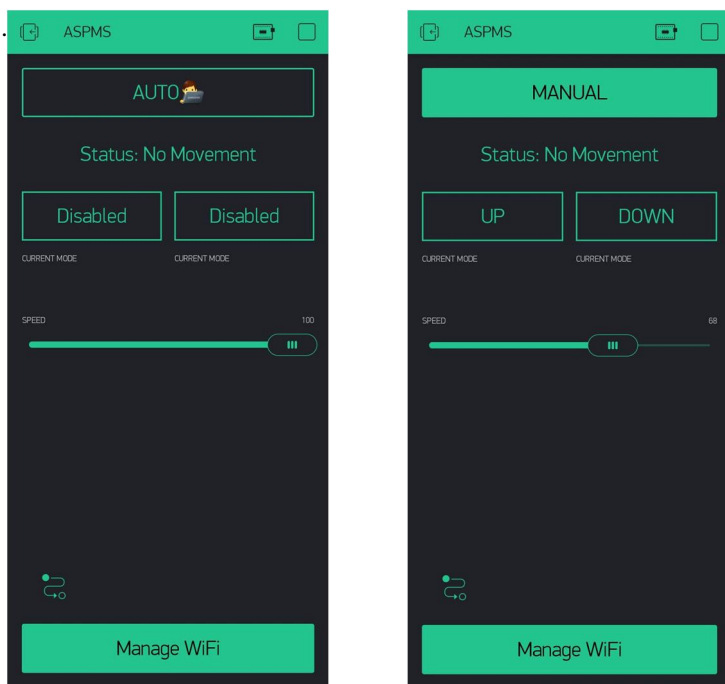 ASPMS
AUTO
Status: No Movement
Disabled Disabled
CURRENT MODE CURRENT MODE
SPEED 100
Manage WiFi
ASPMS
MANUAL
Status: No Movement
UP DOWN
CURRENT MODE CURRENT MODE
SPEED 68
Manage WiFi